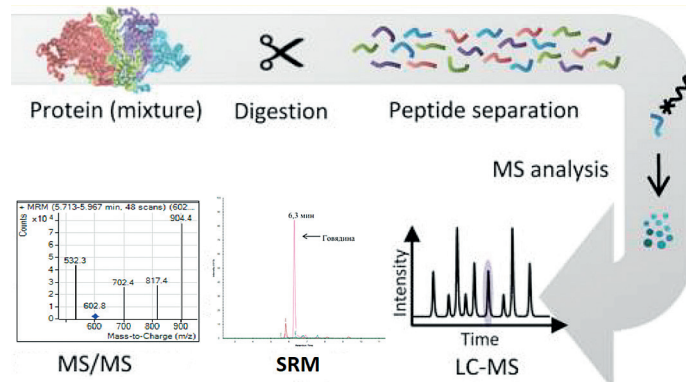 Protein (mixture)
Digestion
Peptide separation
MS analysis
+ MRM (5.713-5.967 min, 48 scans) (602...
Counts
x10 4
904.4
7
6
5
532.3
4
3
702.4
817.4
2
1
602.8
0
600
700
800
900
Mass-to-Charge (m/z)
MS/MS
6,3 мин
Говядина
SRM
Intensity
Time
LC-MS